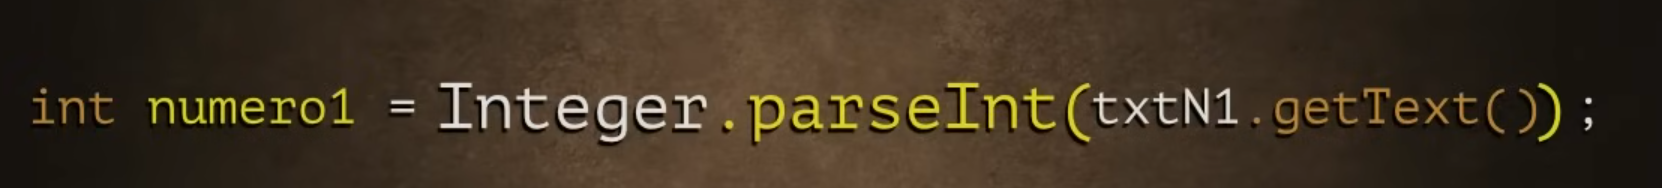 int numero1 = Integer.parseInt(txtN1.getText());